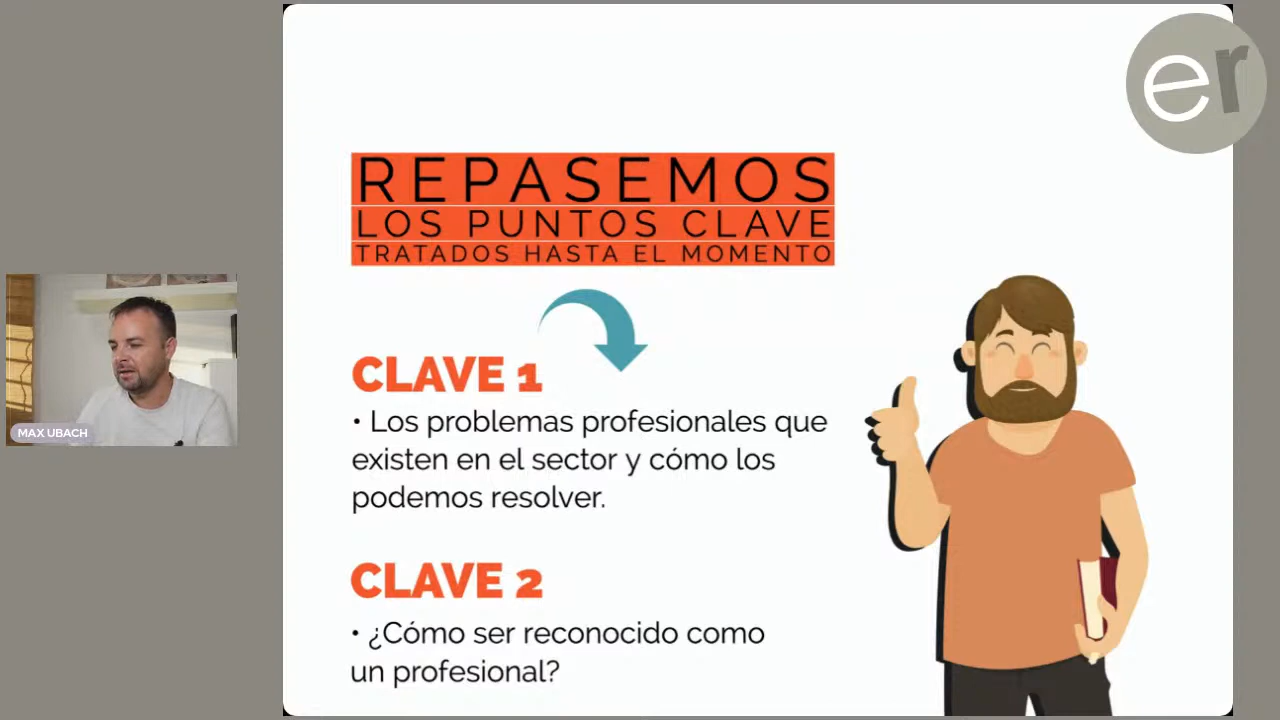 er
REPASEMOS
LOS PUNTOS CLAVE
TRATADOS HASTA EL MOMENTO
CLAVE 1
• Los problemas profesionales que
existen en el sector y cómo los
podemos resolver.
MAX UBACH
CLAVE 2
• ¿Cómo ser reconocido como
un profesional?